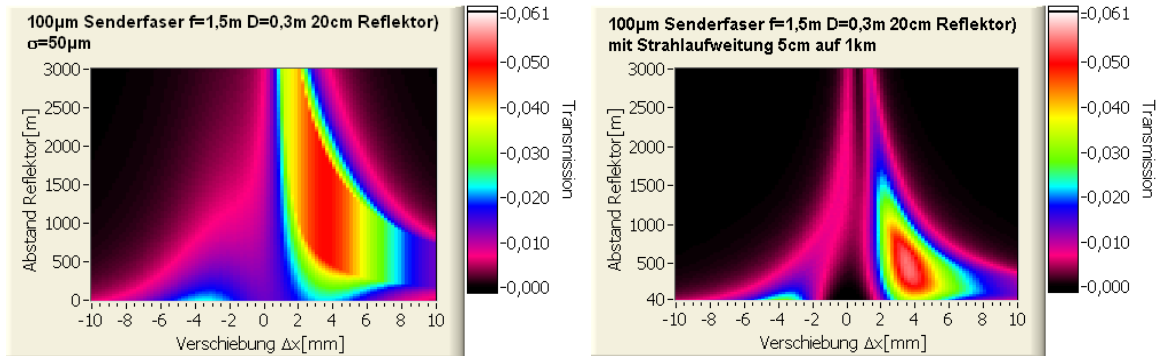 100µm Senderfaser f=1,5m D=0,3m 20cm Reflektor)
σ=50µm
Abstand Reflektor[m]
3000
2500
2000
1500
1000
500
0
-10 -8 -6 -4 -2 0 2 4 6 8 10
Verschiebung Δx[mm]
0,061
0,050
0,040
0,030
0,020
0,010
0,000
Transmission
100µm Senderfaser f=1,5m D=0,3m 20cm Reflektor)
mit Strahlaufweitung 5cm auf 1km
Abstand Reflektor[m]
3000
2500
2000
1500
1000
500
40
-10 -8 -6 -4 -2 0 2 4 6 8 10
Verschiebung Δx[mm]
0,061
0,050
0,040
0,030
0,020
0,010
0,000
Transmission